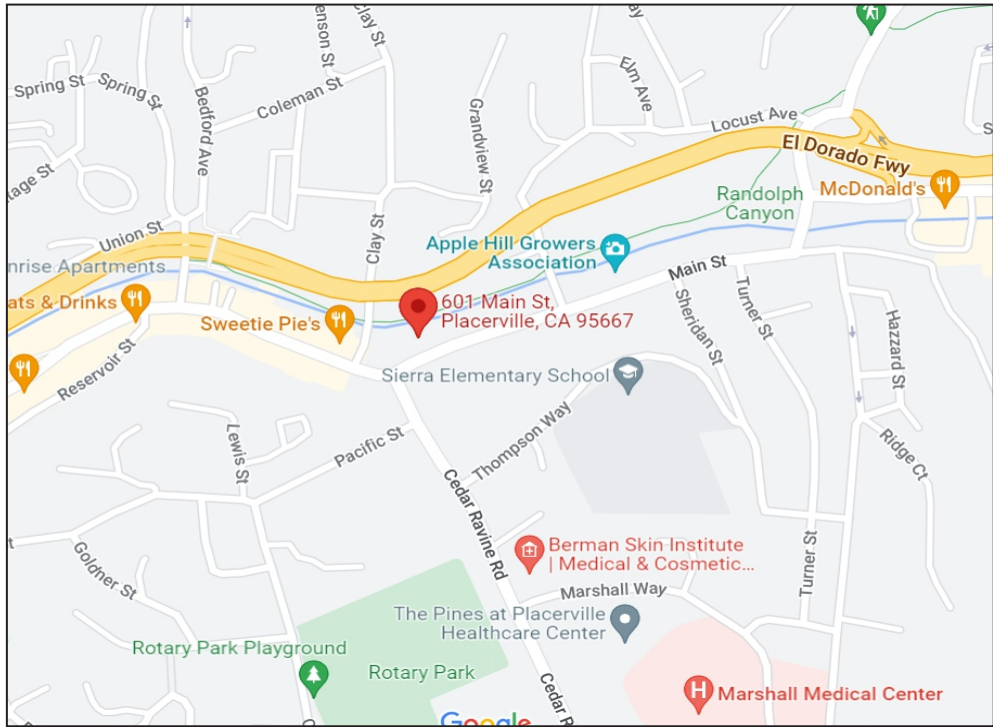 Clay St
Spring St
Spring St
Bedford Ave
Coleman St
Grandview St
Elm Ave
Locust Ave
El Dorado Fwy
McDonald's
Randolph
Canyon
Union St
Clay St
Apple Hill Growers
Association
Main St
601 Main St,
Placerville, CA 95667
Sweetie Pie's
& Drinks
Reservoir St
Sierra Elementary School
Sheridan St
Turner St
Hazzard St
Ridge Ct
Lewis St
Pacific St
Thompson Way
Cedar Ravine Rd
Goldner St
Berman Skin Institute
| Medical & Cosmetic...
Marshall Way
Turner St
The Pines at Placerville
Healthcare Center
Rotary Park Playground
Rotary Park
Cedar R
Marshall Medical Center
H
Google